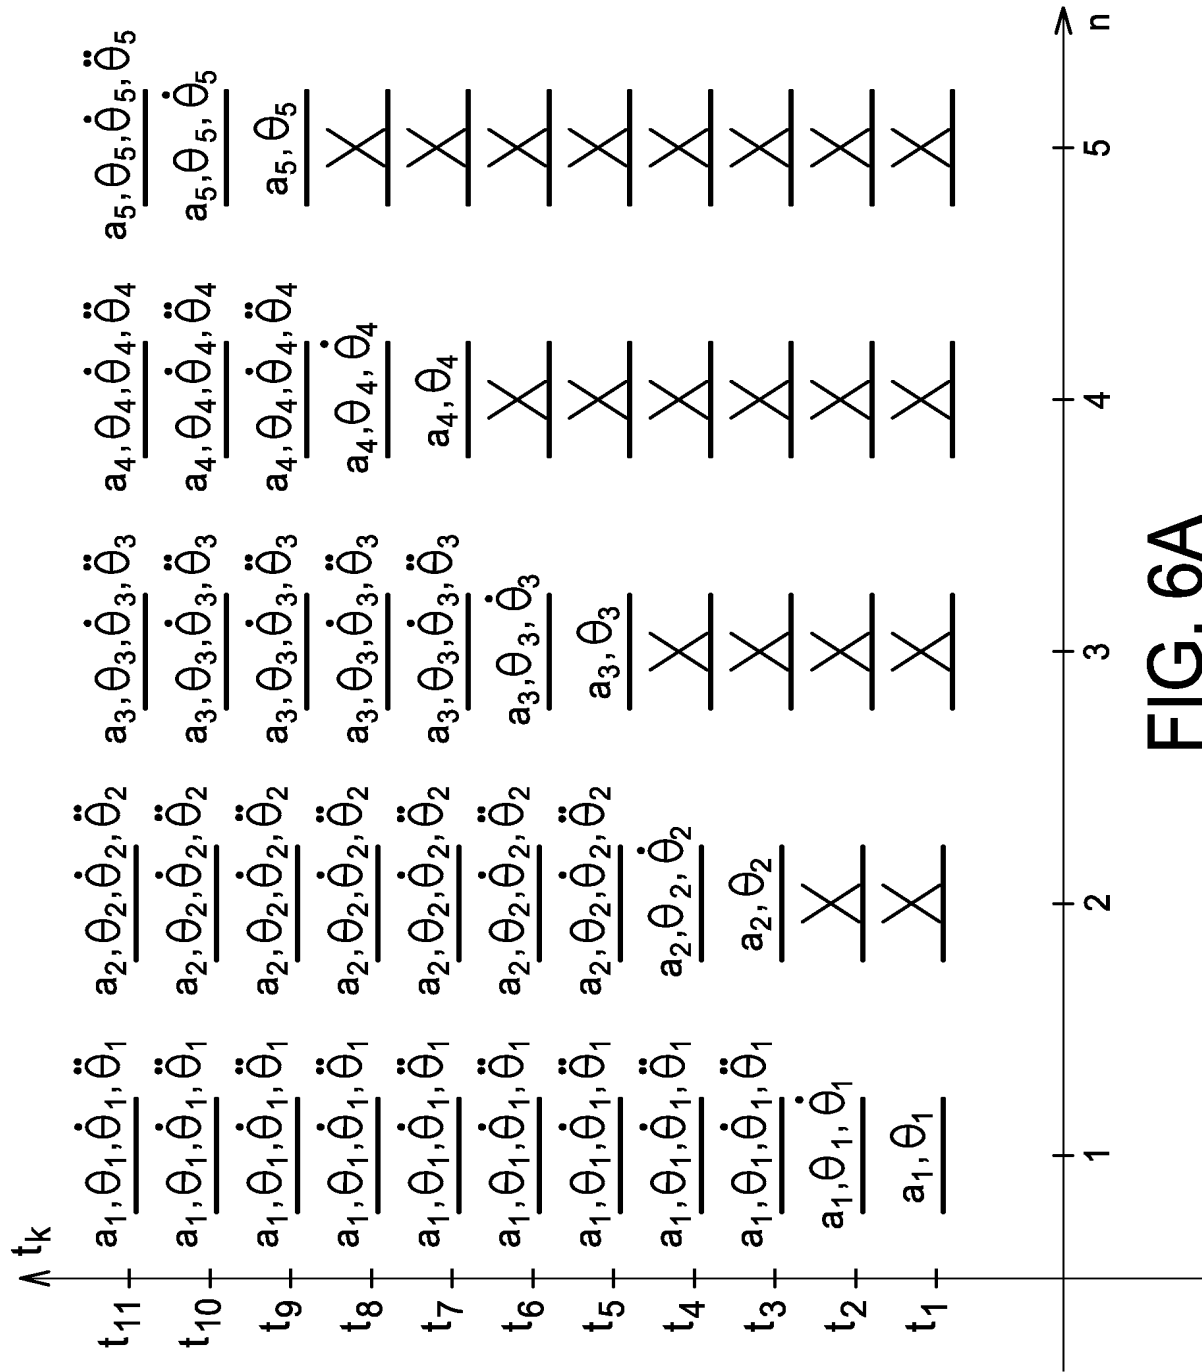 tₖ
t₁₁ a₁,Θ₁,Θ̇₁,Θ̈₁ a₂,Θ₂,Θ̇₂,Θ̈₂ a₃,Θ₃,Θ̇₃,Θ̈₃ a₄,Θ₄,Θ̇₄,Θ̈₄ a₅,Θ₅,Θ̇₅,Θ̈₅
t₁₀ a₁,Θ₁,Θ̇₁,Θ̈₁ a₂,Θ₂,Θ̇₂,Θ̈₂ a₃,Θ₃,Θ̇₃,Θ̈₃ a₄,Θ₄,Θ̇₄,Θ̈₄ a₅,Θ₅,Θ̇₅
t₉ a₁,Θ₁,Θ̇₁,Θ̈₁ a₂,Θ₂,Θ̇₂,Θ̈₂ a₃,Θ₃,Θ̇₃,Θ̈₃ a₄,Θ₄,Θ̇₄,Θ̈₄ a₅,Θ₅
t₈ a₁,Θ₁,Θ̇₁,Θ̈₁ a₂,Θ₂,Θ̇₂,Θ̈₂ a₃,Θ₃,Θ̇₃,Θ̈₃ a₄,Θ₄,Θ̇₄ X
t₇ a₁,Θ₁,Θ̇₁,Θ̈₁ a₂,Θ₂,Θ̇₂,Θ̈₂ a₃,Θ₃,Θ̇₃,Θ̈₃ a₄,Θ₄ X
t₆ a₁,Θ₁,Θ̇₁,Θ̈₁ a₂,Θ₂,Θ̇₂,Θ̈₂ a₃,Θ₃,Θ̇₃ X X
t₅ a₁,Θ₁,Θ̇₁,Θ̈₁ a₂,Θ₂,Θ̇₂,Θ̈₂ a₃,Θ₃ X X
t₄ a₁,Θ₁,Θ̇₁,Θ̈₁ a₂,Θ₂,Θ̇₂ X X X
t₃ a₁,Θ₁,Θ̇₁,Θ̈₁ a₂,Θ₂ X X X
t₂ a₁,Θ₁,Θ̇₁ X X X X
t₁ a₁,Θ₁ X X X X
1 2 3 4 5 n
FIG. 6A